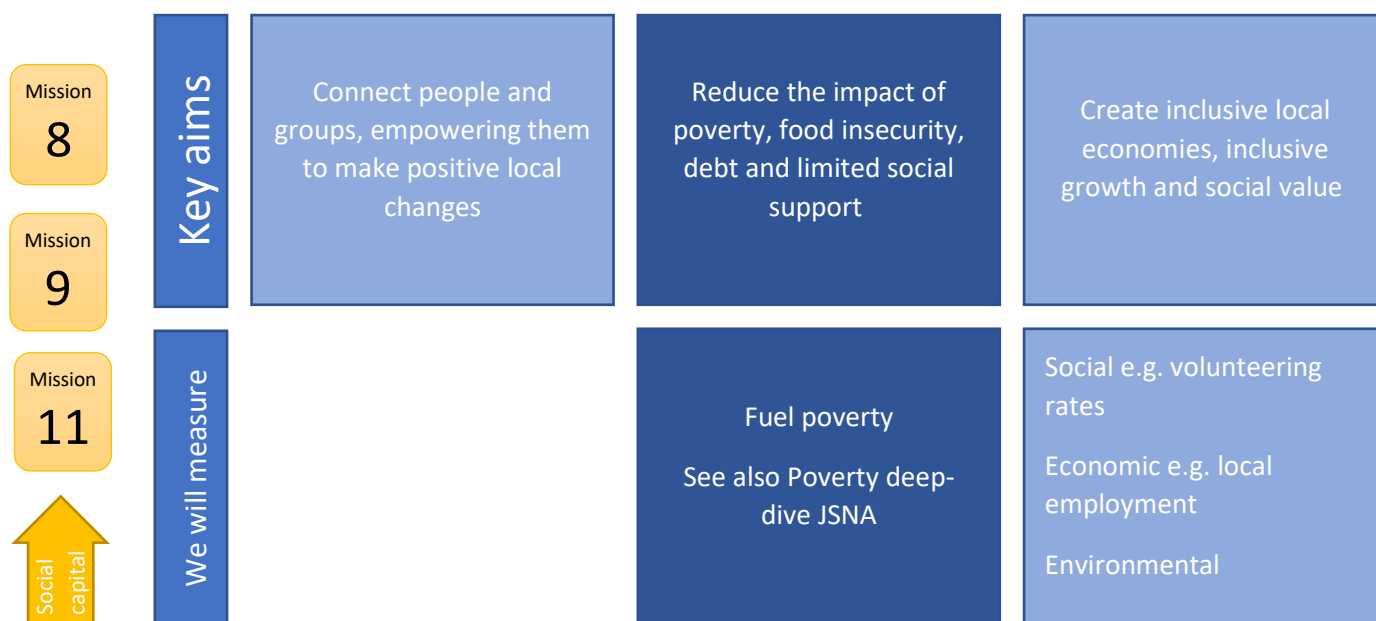 Mission
8
Mission
9
Mission
11
Social
capital
Key aims
Connect people and
groups, empowering them
to make positive local
changes
Reduce the impact of
poverty, food insecurity,
debt and limited social
support
Create inclusive local
economies, inclusive
growth and social value
We will measure
Fuel poverty
See also Poverty deep-
dive JSNA
Social e.g. volunteering
rates
Economic e.g. local
employment
Environmental